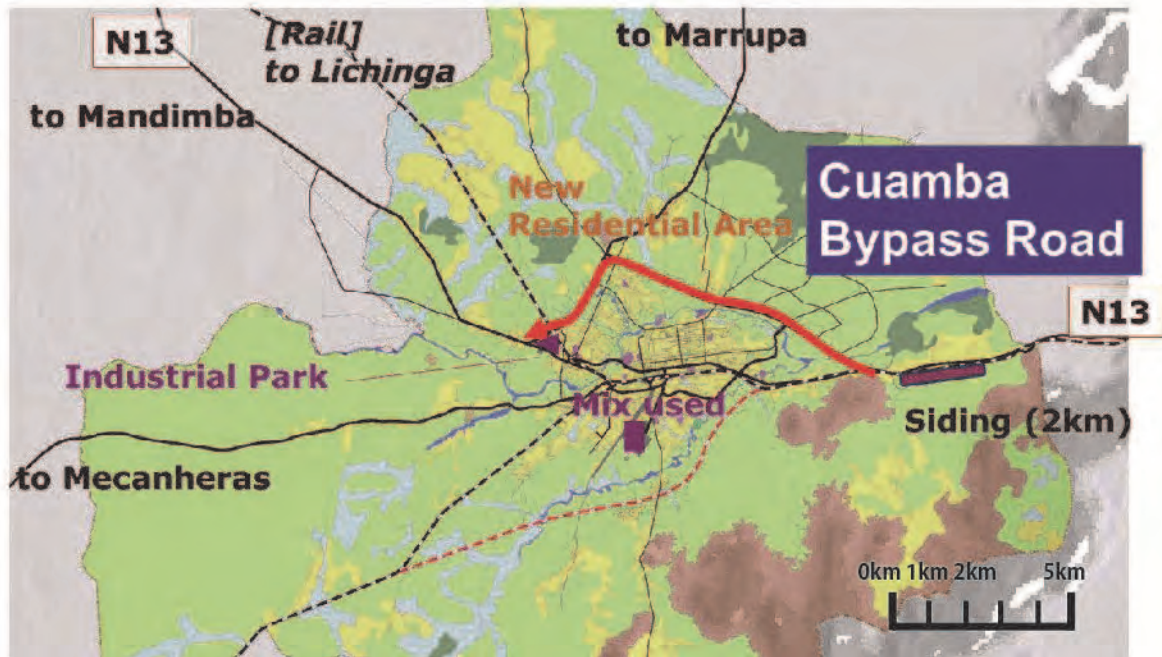 N13
[Rail]
to Lichinga
to Marrupa
to Mandimba
Cuamba
Bypass Road
New
Residential Area
N13
Industrial Park
Mix used
Siding (2km)
to Mecanheras
0km 1km 2km 5km